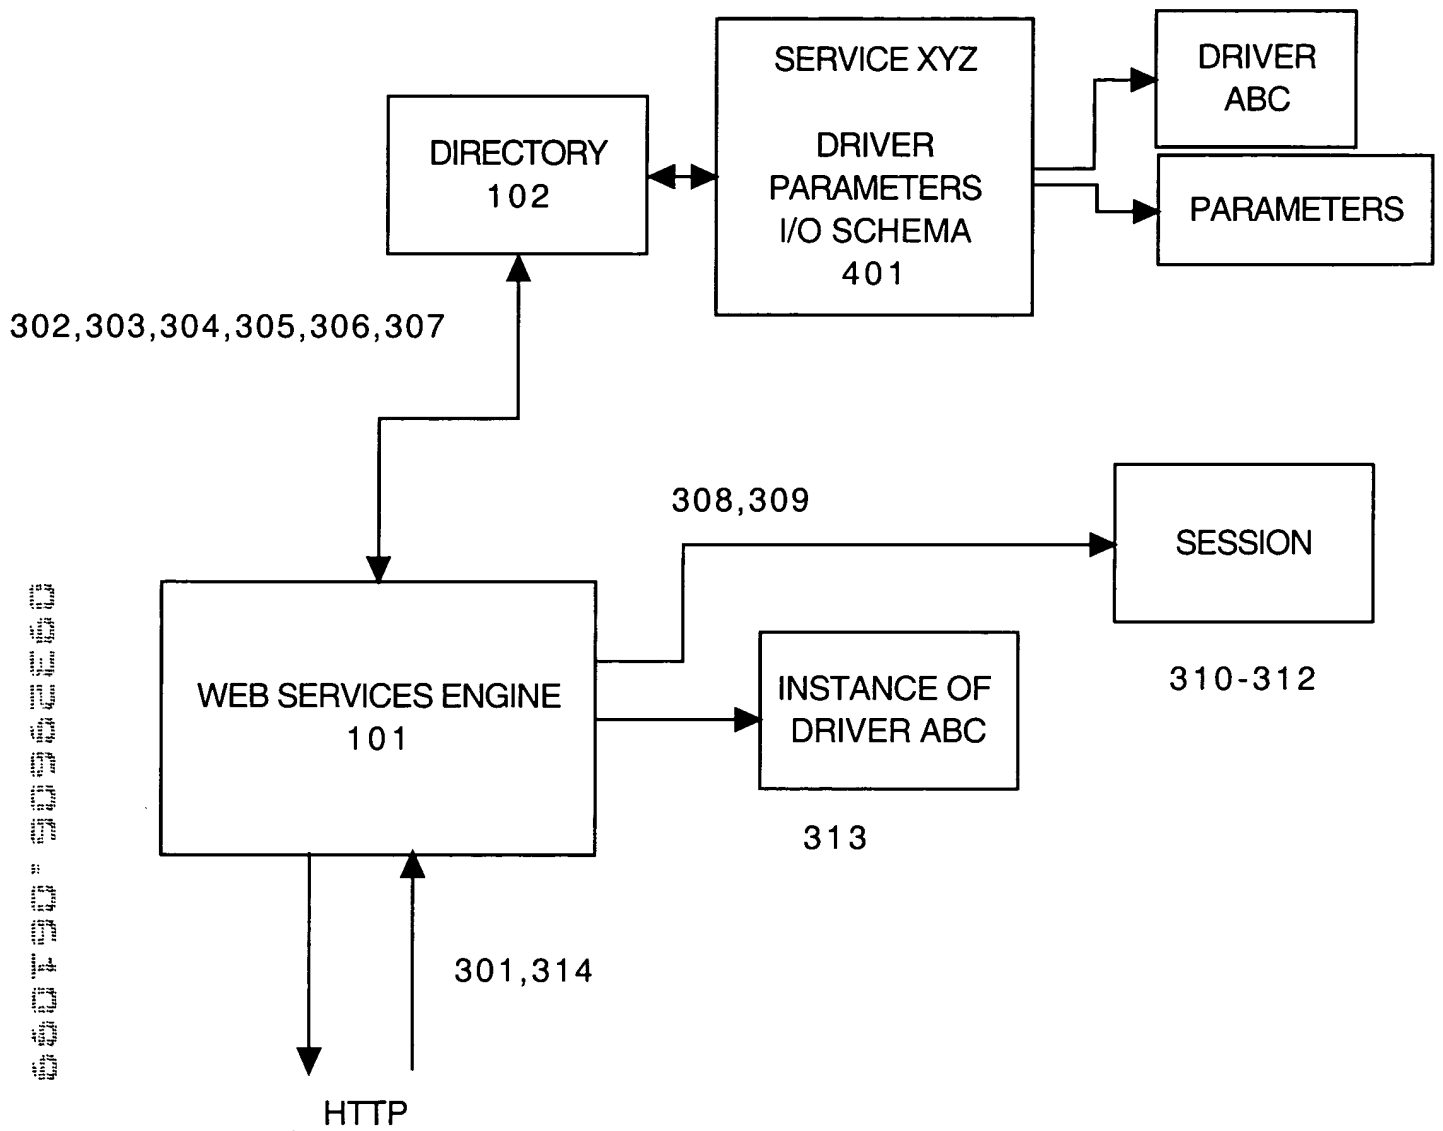 SERVICE XYZ
DRIVER
PARAMETERS
I/O SCHEMA
401
DRIVER
ABC
DIRECTORY
102
PARAMETERS
302,303,304,305,306,307
308,309
SESSION
310-312
WEB SERVICES ENGINE
101
INSTANCE OF
DRIVER ABC
313
301,314
HTTP